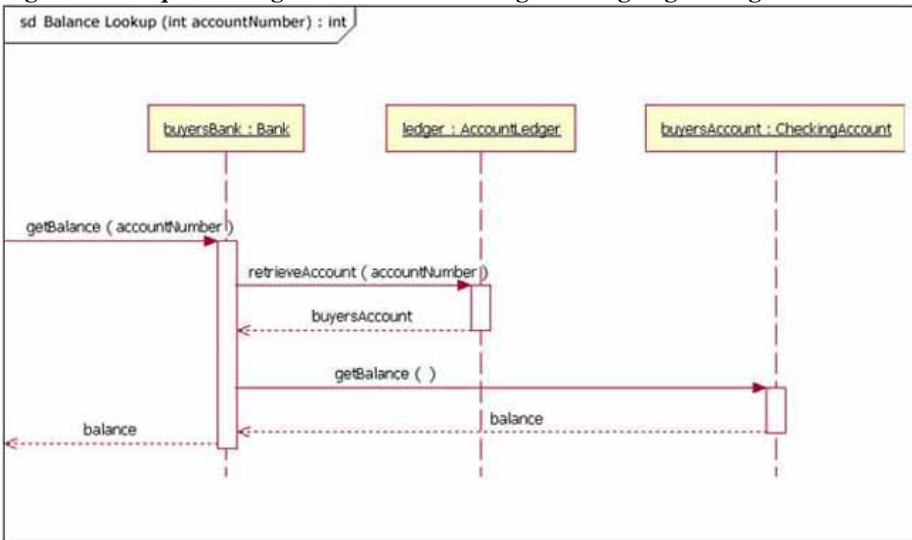 sd Balance Lookup (int accountNumber) : int
buyersBank : Bank
ledger : AccountLedger
buyersAccount : CheckingAccount
getBalance ( accountNumber )
retrieveAccount ( accountNumber )
buyersAccount
getBalance ( )
balance
balance